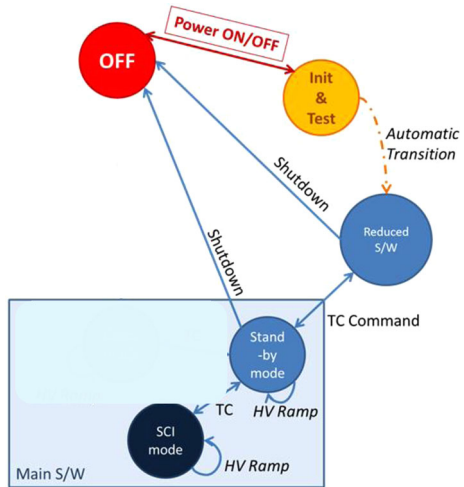 Power ON/OFF
OFF
Init
&
Test
Automatic
Transition
Shutdown
Reduced
S/W
Shutdown
TC Command
Stand
-by
mode
HV Ramp
TC
SCI
mode
HV Ramp
Main S/W